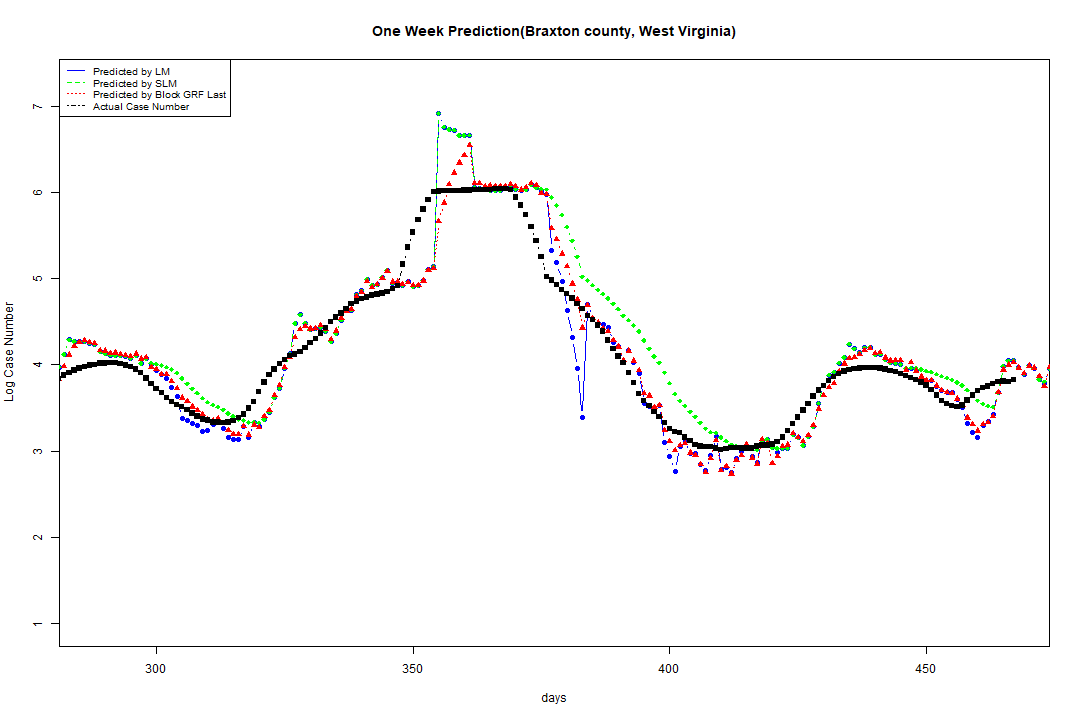 One Week Prediction(Braxton county, West Virginia)
Predicted by LM
Predicted by SLM
Predicted by Block GRF Last
Actual Case Number
7
6
5
4
3
2
1
Log Case Number
300 350 400 450
days